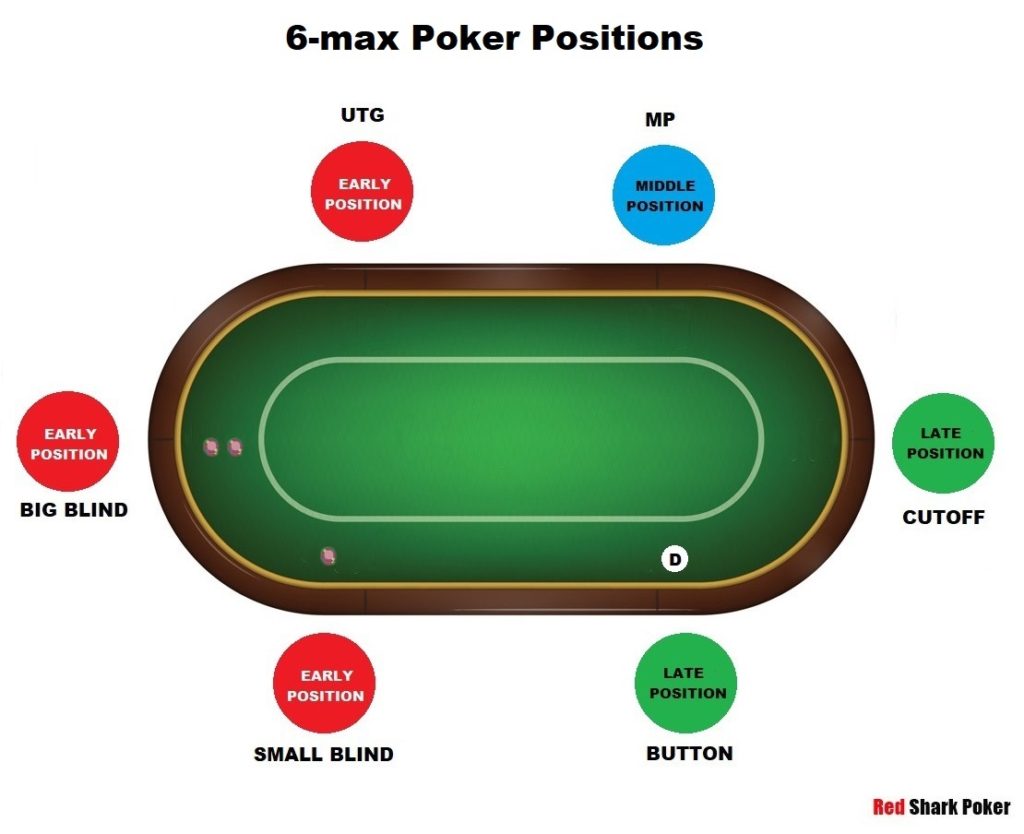 6-max Poker Positions
UTG
MP
EARLY
POSITION
MIDDLE
POSITION
EARLY
POSITION
BIG BLIND
LATE
POSITION
CUTOFF
D
EARLY
POSITION
SMALL BLIND
LATE
POSITION
BUTTON
Red Shark Poker